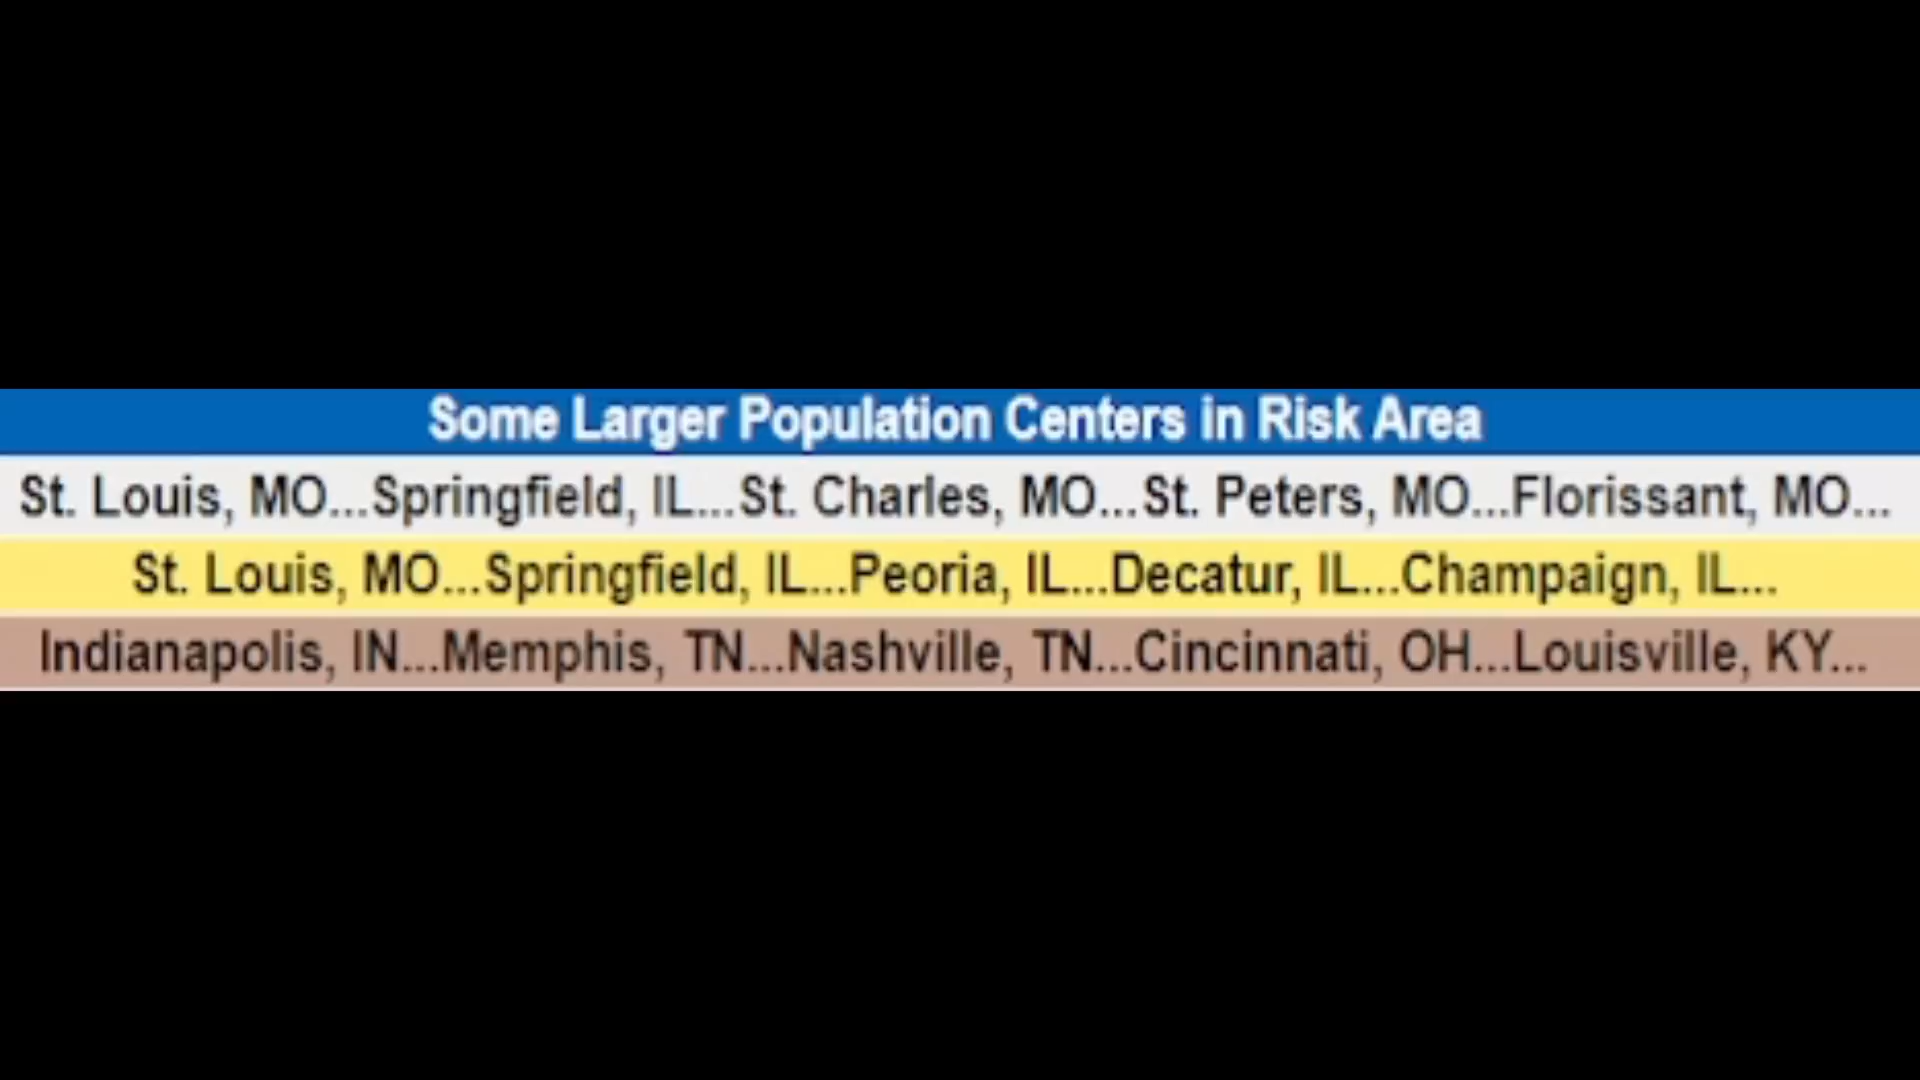 Some Larger Population Centers in Risk Area
St. Louis, MO...Springfield, IL...St. Charles, MO...St. Peters, MO...Florissant, MO...
St. Louis, MO...Springfield, IL...Peoria, IL...Decatur, IL...Champaign, IL...
Indianapolis, IN...Memphis, TN...Nashville, TN...Cincinnati, OH...Louisville, KY...